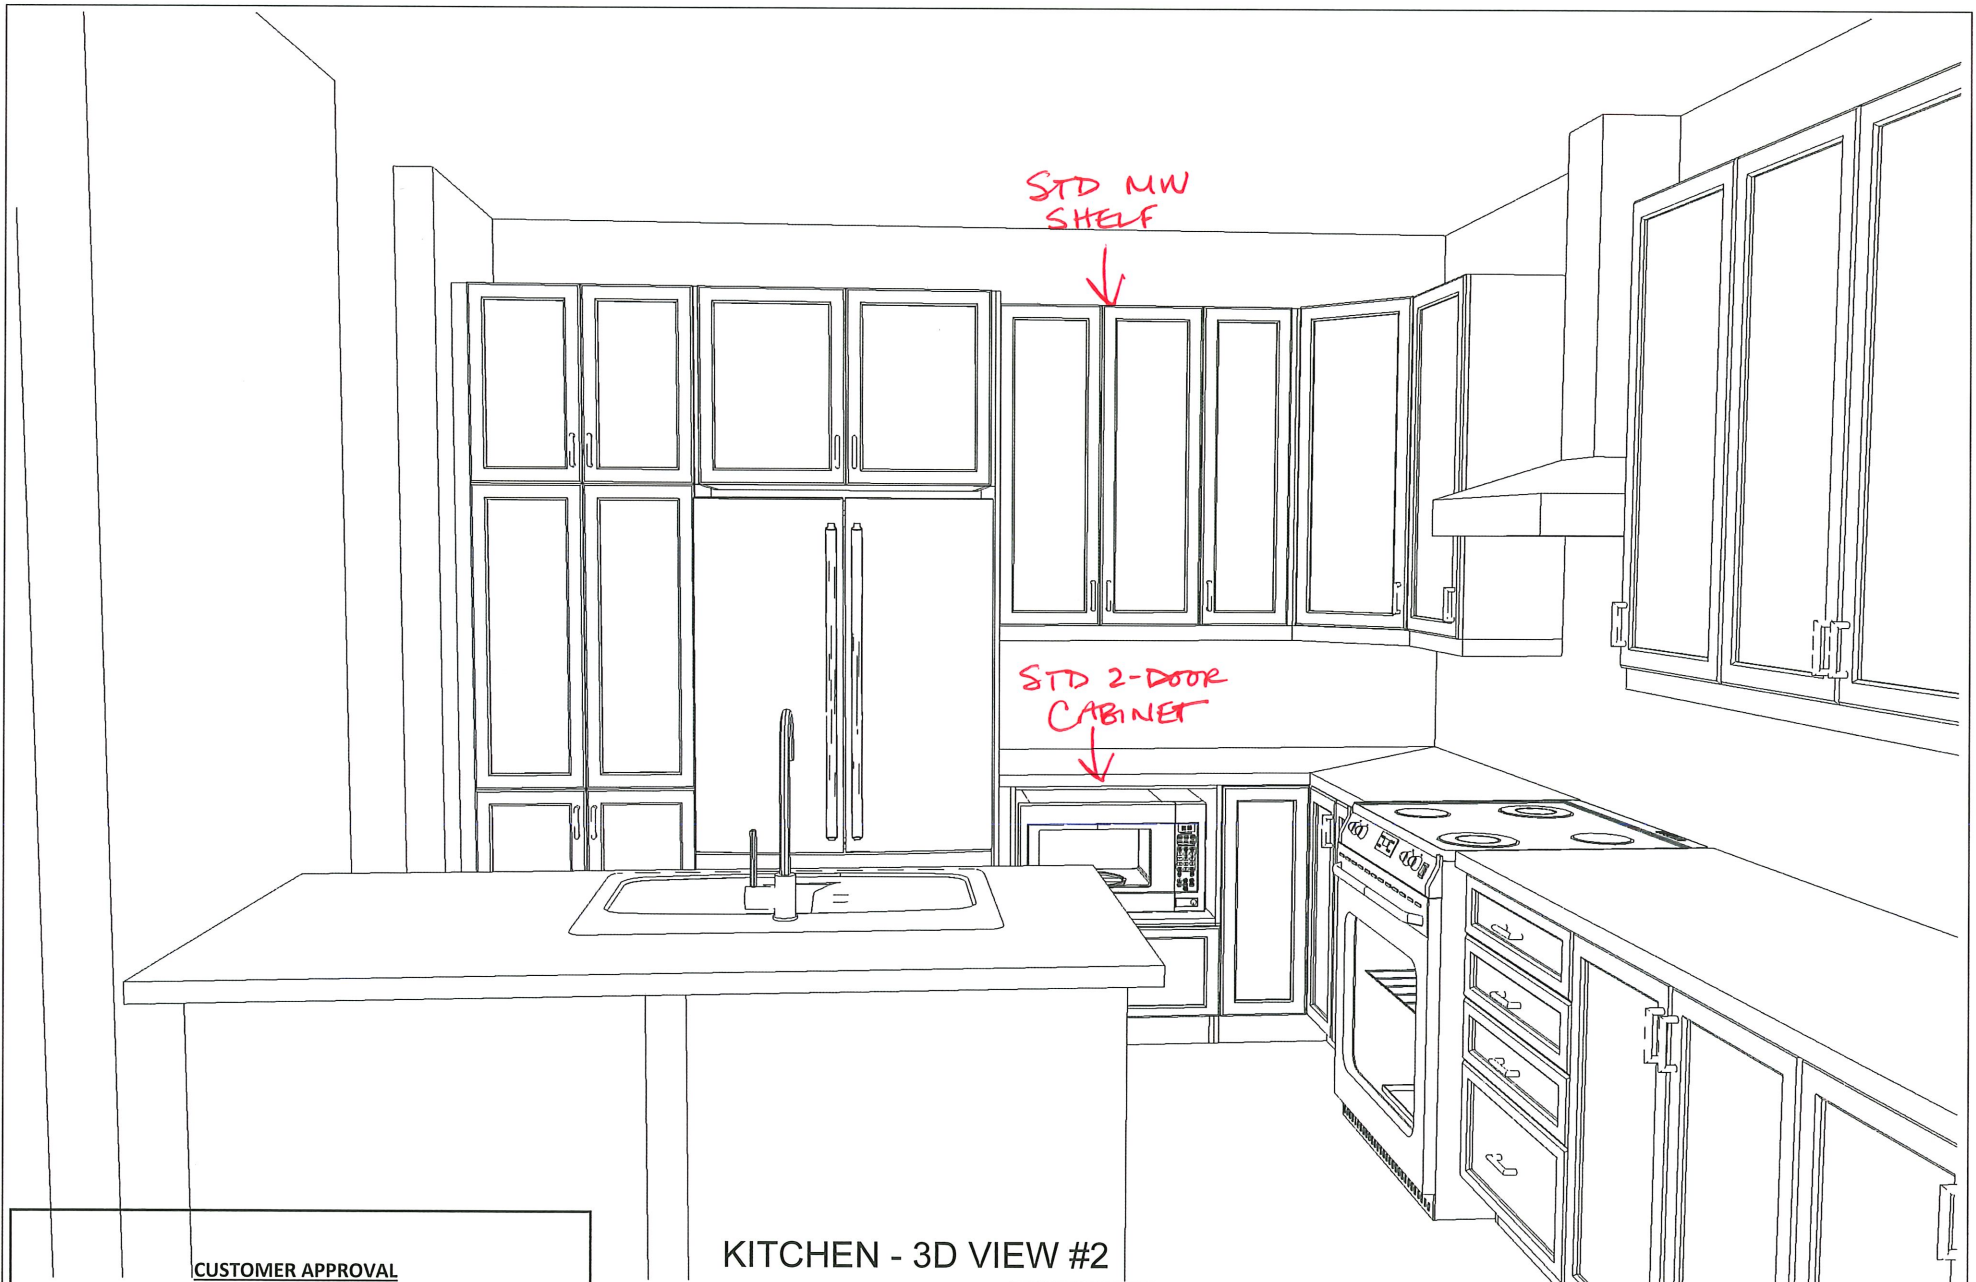 STD MW
SHELF
STD 2-DOOR
CABINET
KITCHEN - 3D VIEW #2
CUSTOMER APPROVAL